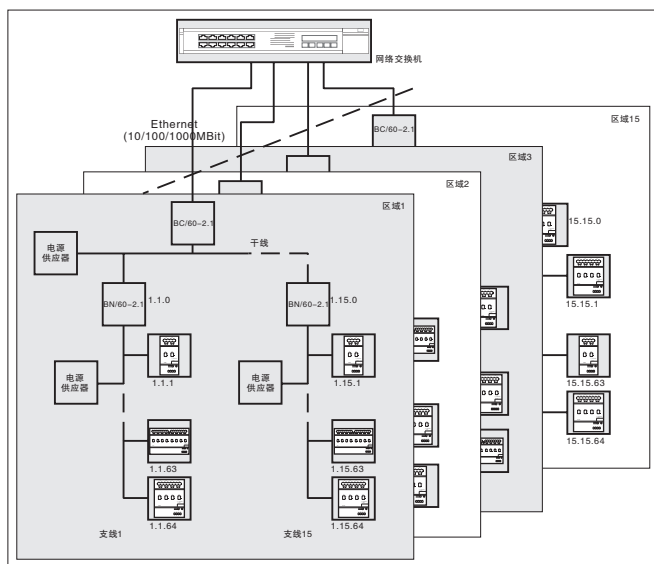 网络交换机
Ethernet
(10/100/1000MBit)
区域15
BC/60-2.1
区域3
区域2
区域1
BC/60-2.1
15.15.0
电源
供应器
干线
BN/60-2.1
1.1.0
BN/60-2.1
1.15.0
15.15.1
电源
供应器
1.1.1
电源
供应器
1.15.1
15.15.63
1.1.63
1.15.63
15.15.64
1.1.64
1.15.64
支线1
支线15